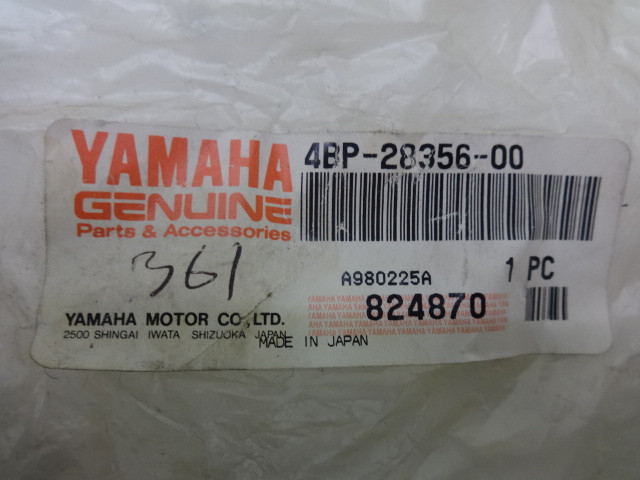 YAMAHA
GENUINE
Parts & Accessories
4BP-28356-00
361
A980225A
1 PC
824870
YAMAHA MOTOR CO., LTD.
2500 SHINGAI IWATA SHIZUOKA JAPAN
MADE IN JAPAN